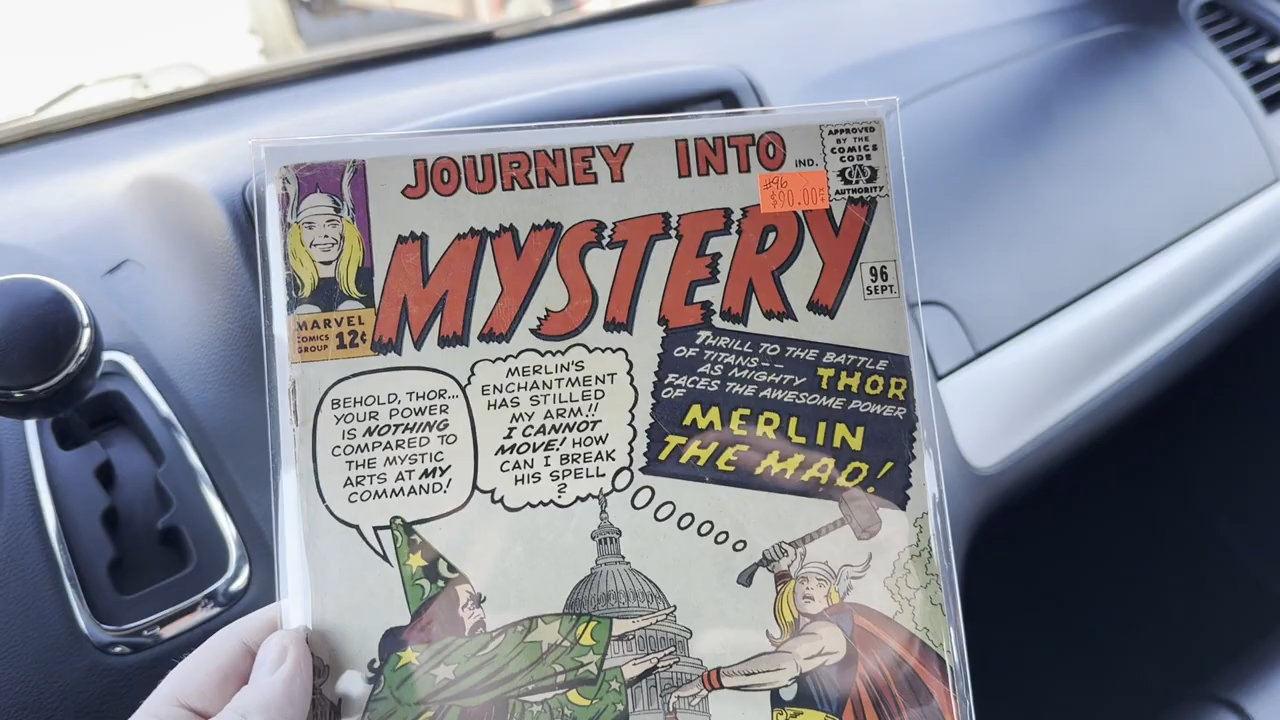 JOURNEY INTO
IND.
APPROVED
BY THE
COMICS
CODE
CA
AUTHORITY
#96
$90.00
MYSTERY
96
SEPT.
MARVEL
COMICS
GROUP
12¢
THRILL TO THE BATTLE
OF TITANS--
AS MIGHTY THOR
FACES THE AWESOME POWER
OF
MERLIN
THE MAD!
BEHOLD, THOR...
YOUR POWER
IS NOTHING
COMPARED TO
THE MYSTIC
ARTS AT MY
COMMAND!
MERLIN'S
ENCHANTMENT
HAS STILLED
MY ARM!!
I CANNOT
MOVE! HOW
CAN I BREAK
HIS SPELL
?